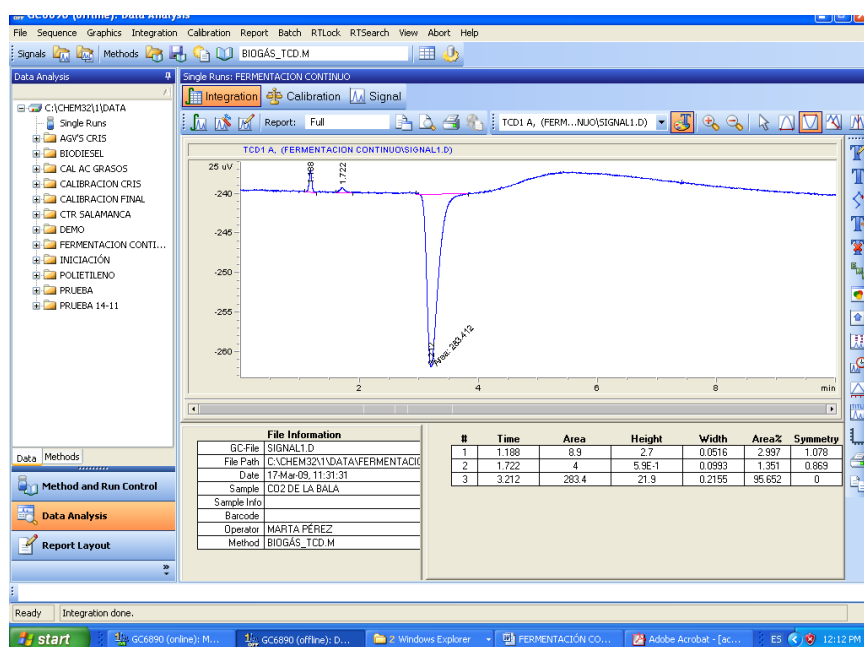 GC6890 (offline): Data Analysis
File Sequence Graphics Integration Calibration Report Batch RTLock RTSearch View Abort Help
Signals Methods BIOGÁS_TCD.M
Data Analysis
Single Runs: FERMENTACION CONTINUO
Integration Calibration Signal
Report: Full TCD1 A, (FERM...NUO\SIGNAL1.D)
C:\CHEM32\1\DATA
Single Runs
AGV'S CRIS
BIODIESEL
CAL AC GRASOS
CALIBRACION CRIS
CALIBRACION FINAL
CTR SALAMANCA
DEMO
FERMENTACION CONTI...
INICIACIÓN
POLIETILENO
PRUEBA
PRUEBA 14-11
Data Methods
Method and Run Control
Data Analysis
Report Layout
TCD1 A, (FERMENTACION CONTINUO\SIGNAL1.D)
25 uV
-240
-245
-250
-255
-260
1.188
1.722
3.212
Area: 283.412
2 4 6 8 min
File Information
GC-File SIGNAL1.D
File Path C:\CHEM32\1\DATA\FERMENTACIO
Date 17-Mar-09, 11:31:31
Sample CO2 DE LA BALA
Sample Info
Barcode
Operator MARTA PÉREZ
Method BIOGÁS_TCD.M
# Time Area Height Width Area% Symmetry
1 1.188 8.9 2.7 0.0516 2.997 1.078
2 1.722 4 5.9E-1 0.0993 1.351 0.869
3 3.212 283.4 21.9 0.2155 95.652 0
Ready Integration done.
start GC6890 (online): M... GC6890 (offline): D... 2 Windows Explorer FERMENTACIÓN CO... Adobe Acrobat - [ac... ES 12:12 PM